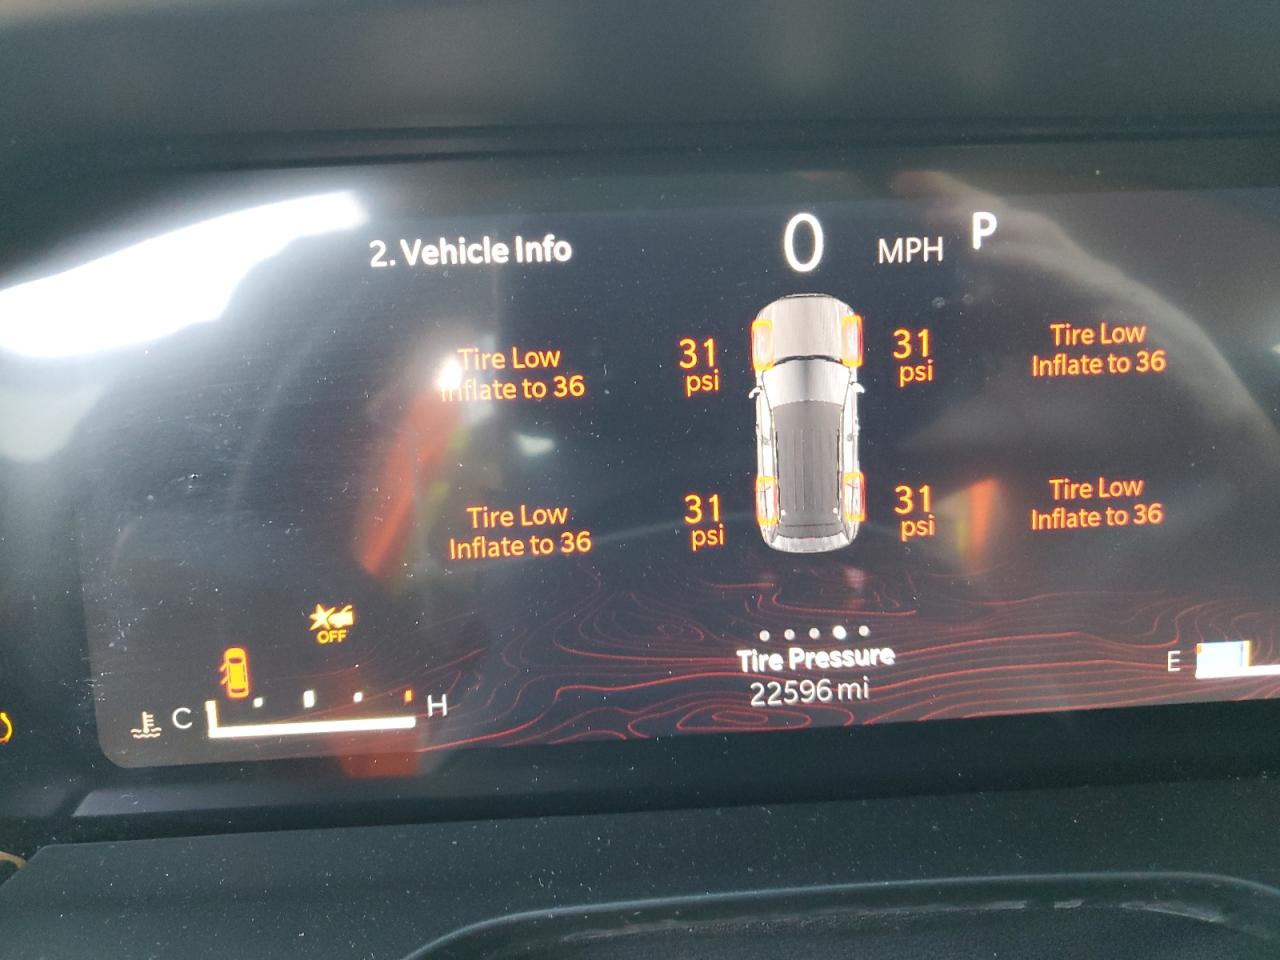 2. Vehicle Info
0 MPH P
Tire Low
Inflate to 36
31
psi
31
psi
Tire Low
Inflate to 36
Tire Low
Inflate to 36
31
psi
31
psi
Tire Low
Inflate to 36
OFF
C
H
Tire Pressure
22596 mi
E